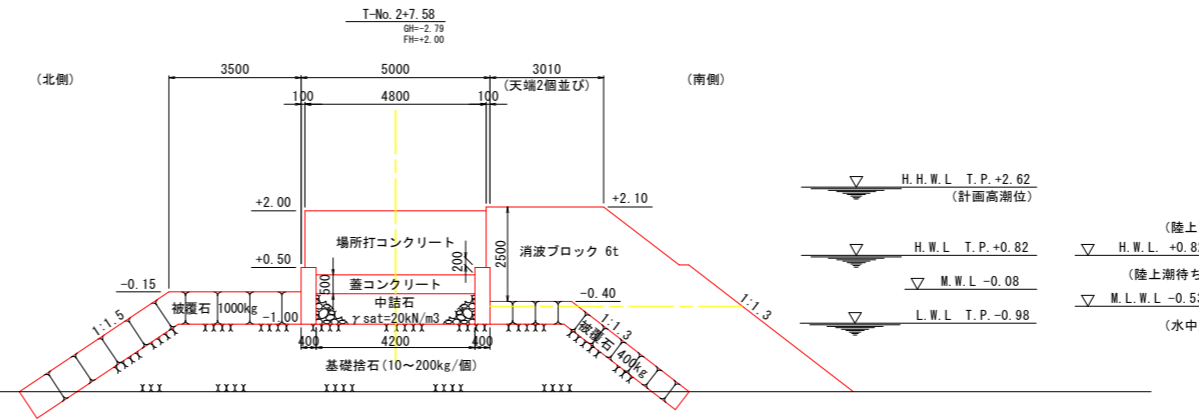 T-No. 2+7.58
GH=-2.79
FH=+2.00
(北側)
3500
5000
3010
(天端2個並び)
(南側)
100
4800
100
H.H.W.L T.P.+2.62
(計画高潮位)
+2.00
+2.10
場所打コンクリート
200
2500
消波ブロック 6t
H.W.L T.P.+0.82
(陸上
H.W.L. +0.82
+0.50
500
蓋コンクリート
(陸上潮待ち
M.W.L -0.08
-0.15
中詰石
-0.40
被覆石 1000kg
γsat=20kN/m3
M.L.W.L -0.53
1:1.5
-1.00
1:1.3
1:1.3
L.W.L T.P.-0.98
(水中
400
4200
400
被覆石 400kg
基礎捨石(10～200kg/個)